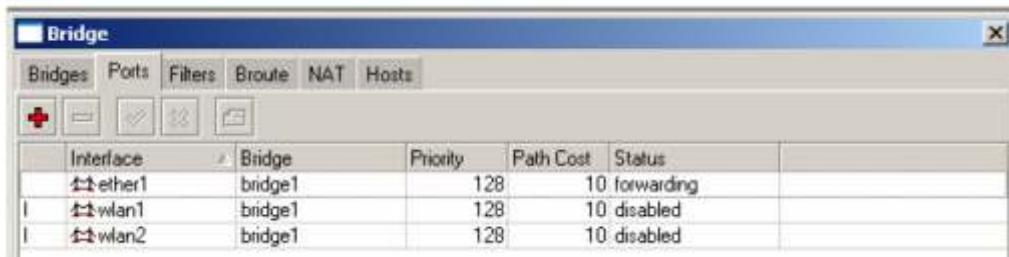 Bridge
Bridges Ports Filters Broute NAT Hosts
Interface Bridge Priority Path Cost Status
ether1 bridge1 128 10 forwarding
I wlan1 bridge1 128 10 disabled
I wlan2 bridge1 128 10 disabled